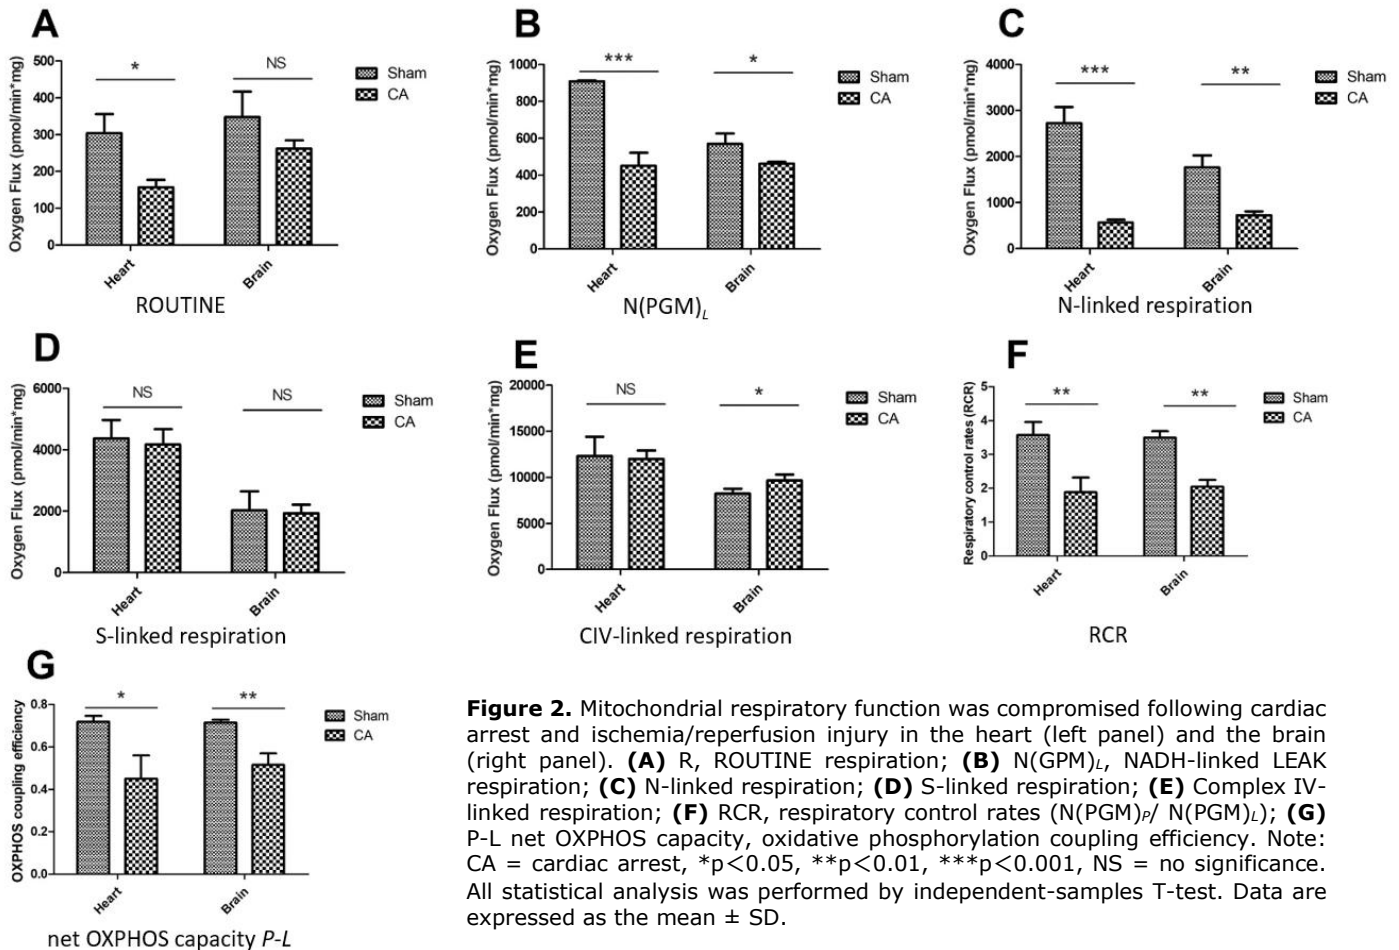 A
Oxygen Flux (pmol/min*mg)
500
400
300
200
100
0
*
NS
Sham
CA
Heart
Brain
ROUTINE
B
Oxygen Flux (pmol/min*mg)
1000
800
600
400
200
0
***
*
Sham
CA
Heart
Brain
N(PGM)L
C
Oxygen Flux (pmol/min*mg)
4000
3000
2000
1000
0
***
**
Sham
CA
Heart
Brain
N-linked respiration
D
Oxygen Flux (pmol/min*mg)
6000
4000
2000
0
NS
NS
Sham
CA
Heart
Brain
S-linked respiration
E
Oxygen Flux (pmol/min*mg)
20000
15000
10000
5000
0
NS
*
Sham
CA
Heart
Brain
CIV-linked respiration
F
Respiratory control rates (RCR)
5
4
3
2
1
0
**
**
Sham
CA
Heart
Brain
RCR
G
OXPHOS coupling efficiency
0.8
0.6
0.4
0.2
0.0
*
**
Sham
CA
Heart
Brain
net OXPHOS capacity P-L
Figure 2. Mitochondrial respiratory function was compromised following cardiac
arrest and ischemia/reperfusion injury in the heart (left panel) and the brain
(right panel). (A) R, ROUTINE respiration; (B) N(GPM)L, NADH-linked LEAK
respiration; (C) N-linked respiration; (D) S-linked respiration; (E) Complex IV-
linked respiration; (F) RCR, respiratory control rates (N(PGM)P/ N(PGM)L); (G)
P-L net OXPHOS capacity, oxidative phosphorylation coupling efficiency. Note:
CA = cardiac arrest, *p<0.05, **p<0.01, ***p<0.001, NS = no significance.
All statistical analysis was performed by independent-samples T-test. Data are
expressed as the mean ± SD.